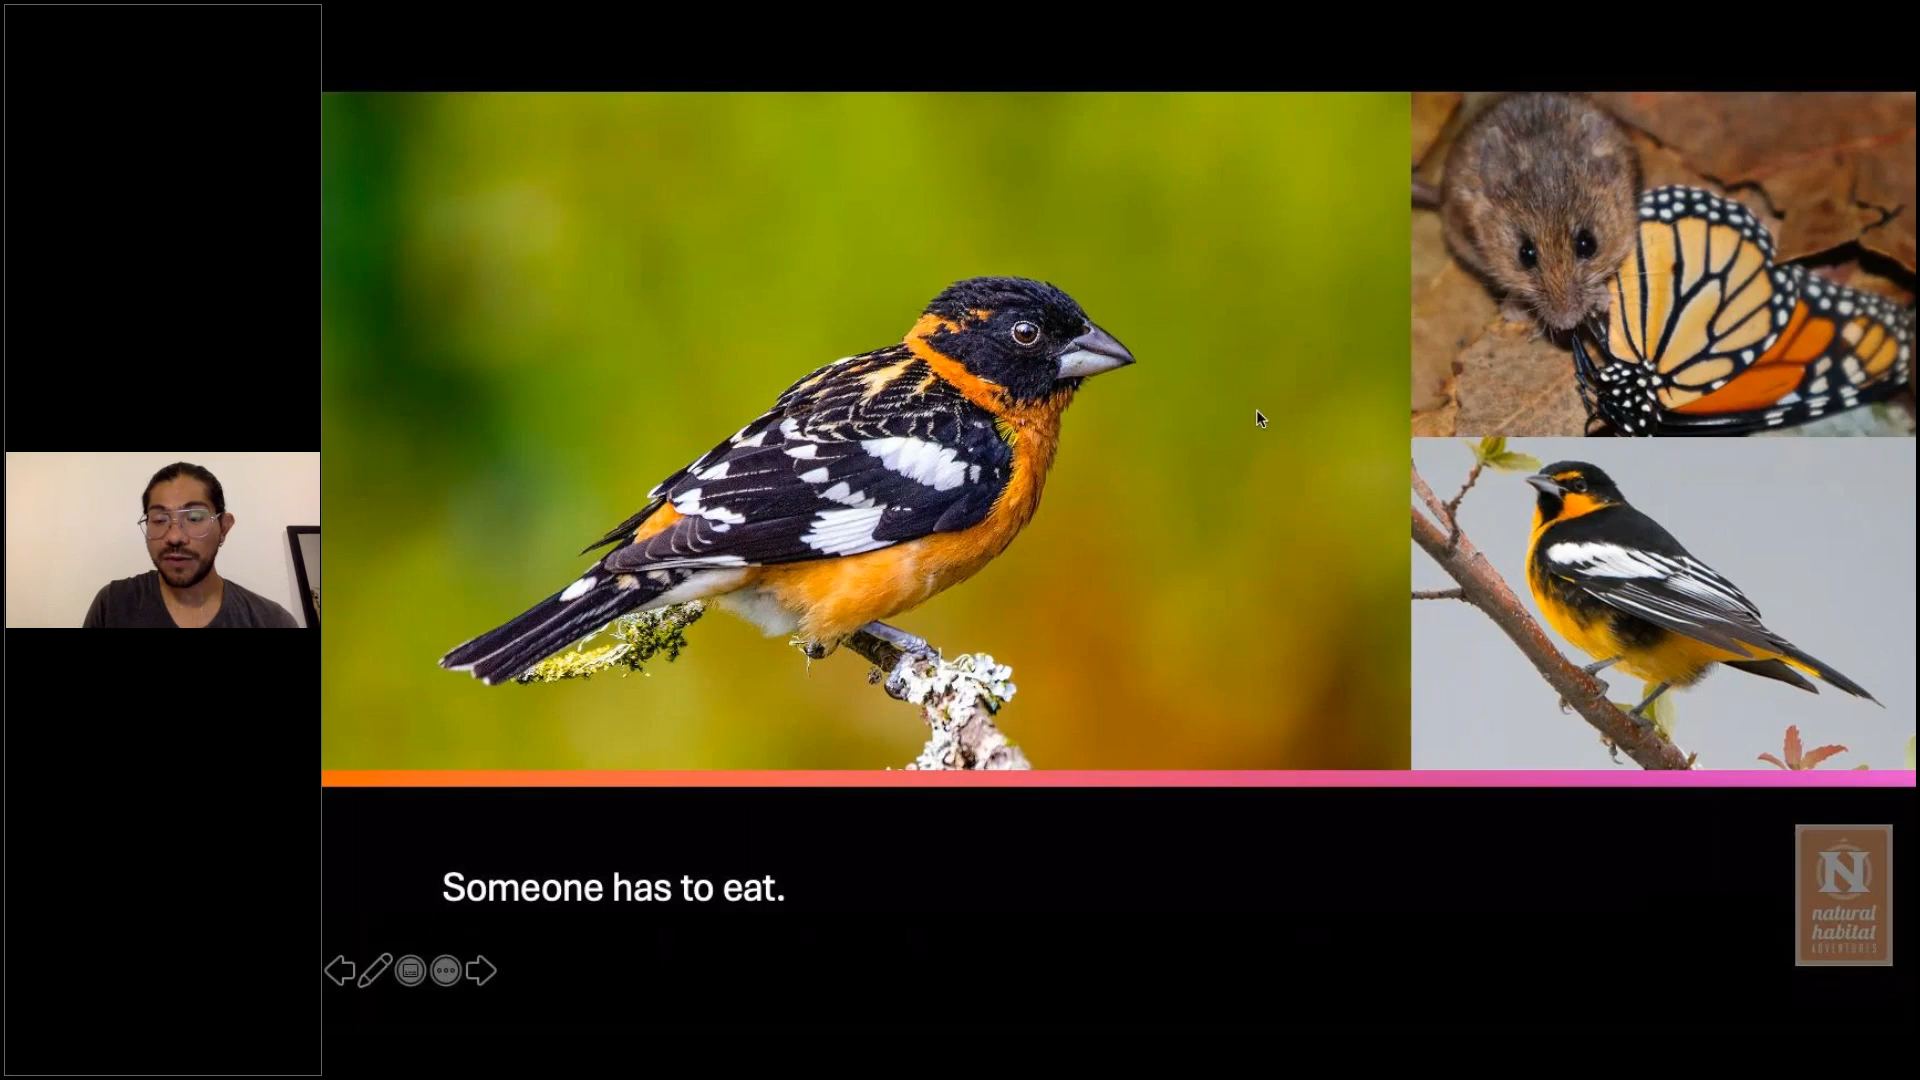 Someone has to eat.
N
natural
habitat
ADVENTURES